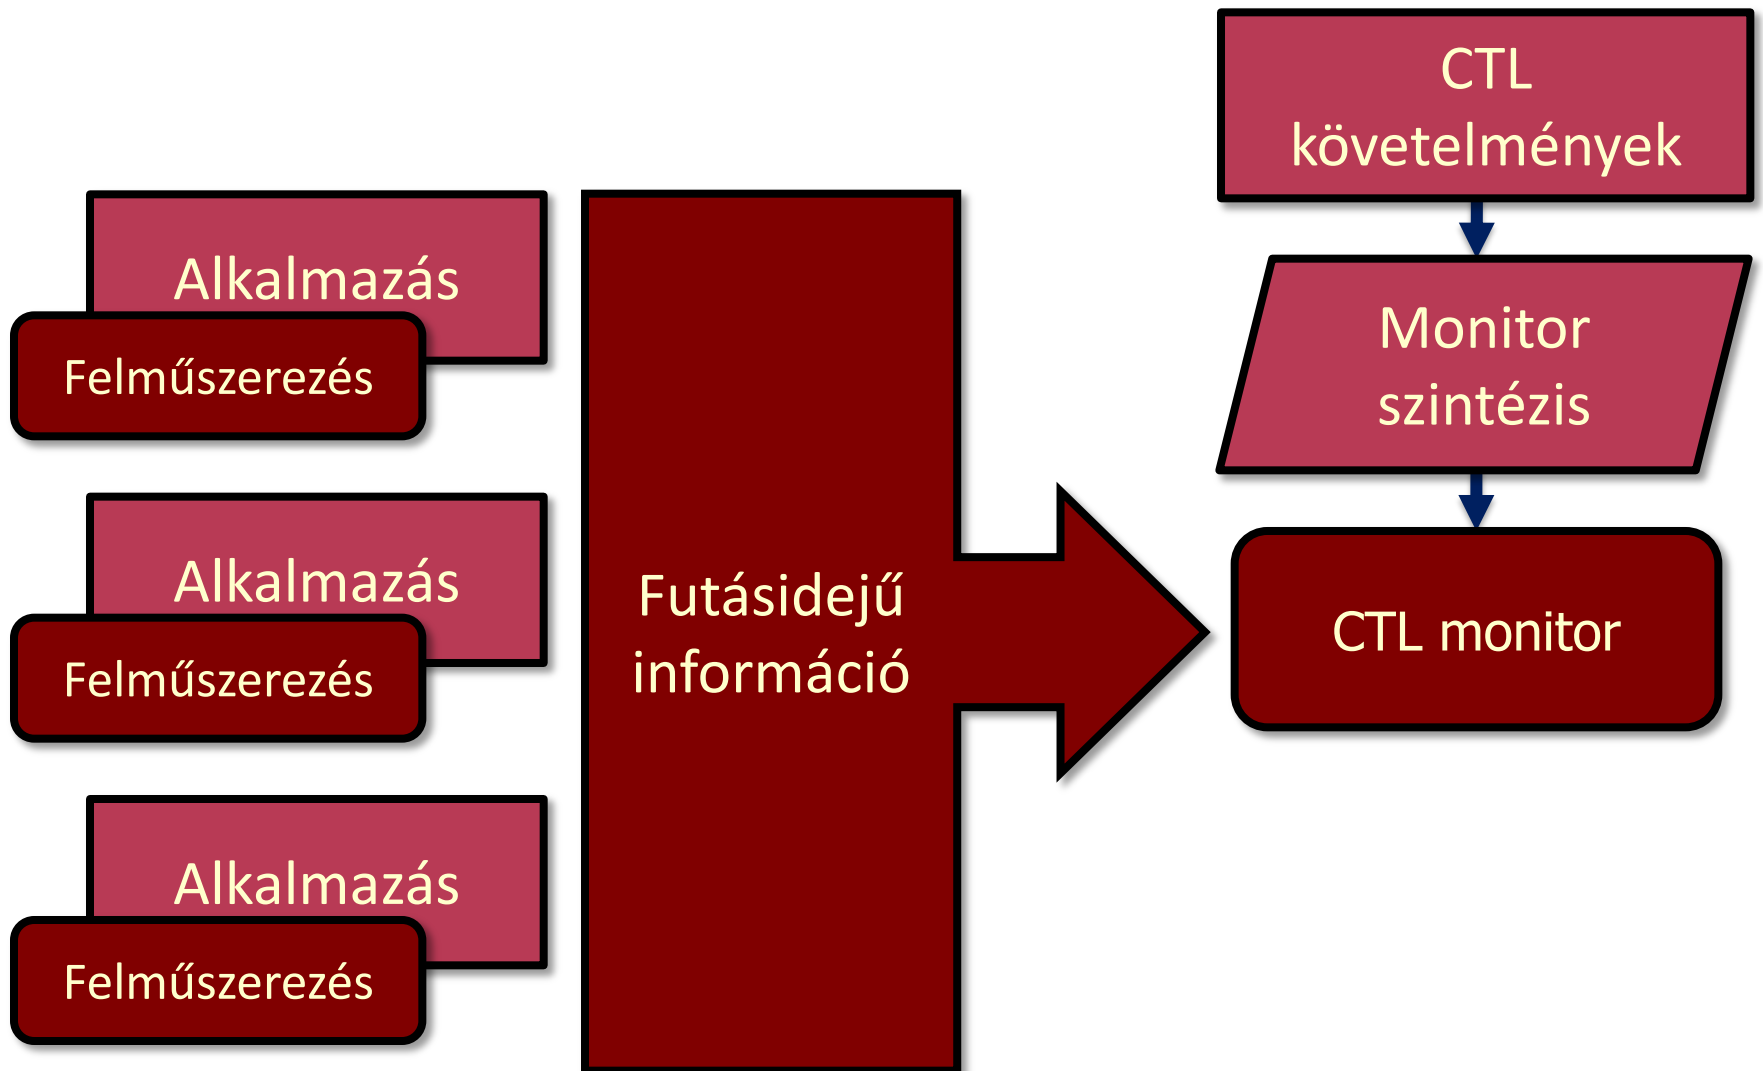 CTL
követelmények
Alkalmazás
Felműszerezés
Alkalmazás
Felműszerezés
Alkalmazás
Felműszerezés
Futásidejű
információ
Monitor
szintézis
CTL monitor